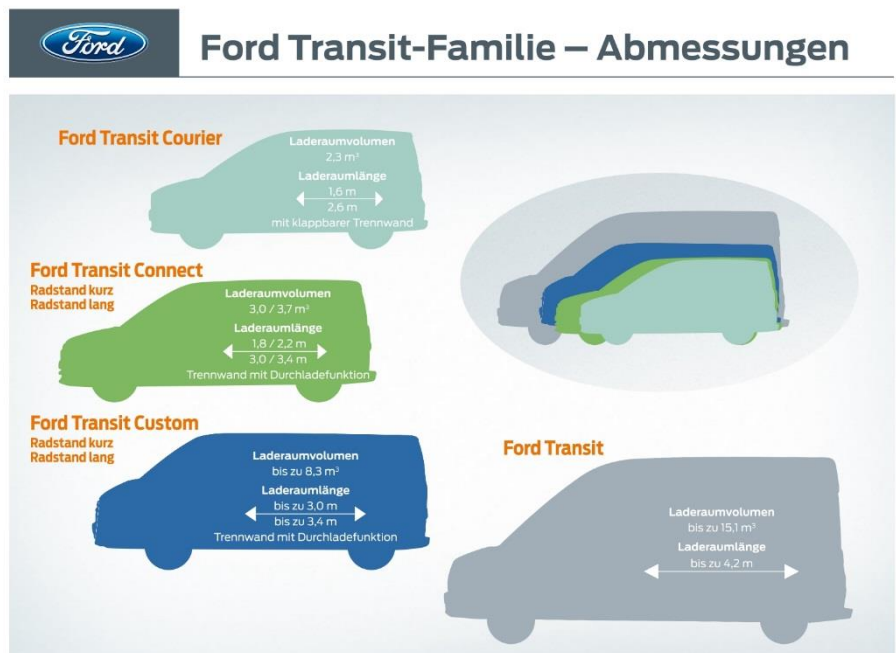 Ford
Ford Transit-Familie – Abmessungen
Ford Transit Courier
Laderaumvolumen
2,3 m³
Laderaumlänge
1,6 m
2,6 m
mit klappbarer Trennwand
Ford Transit Connect
Radstand kurz
Radstand lang
Laderaumvolumen
3,0 / 3,7 m³
Laderaumlänge
1,8 / 2,2 m
3,0 / 3,4 m
Trennwand mit Durchladefunktion
Ford Transit Custom
Radstand kurz
Radstand lang
Laderaumvolumen
bis zu 8,3 m³
Laderaumlänge
bis zu 3,0 m
bis zu 3,4 m
Trennwand mit Durchladefunktion
Ford Transit
Laderaumvolumen
bis zu 15,1 m³
Laderaumlänge
bis zu 4,2 m